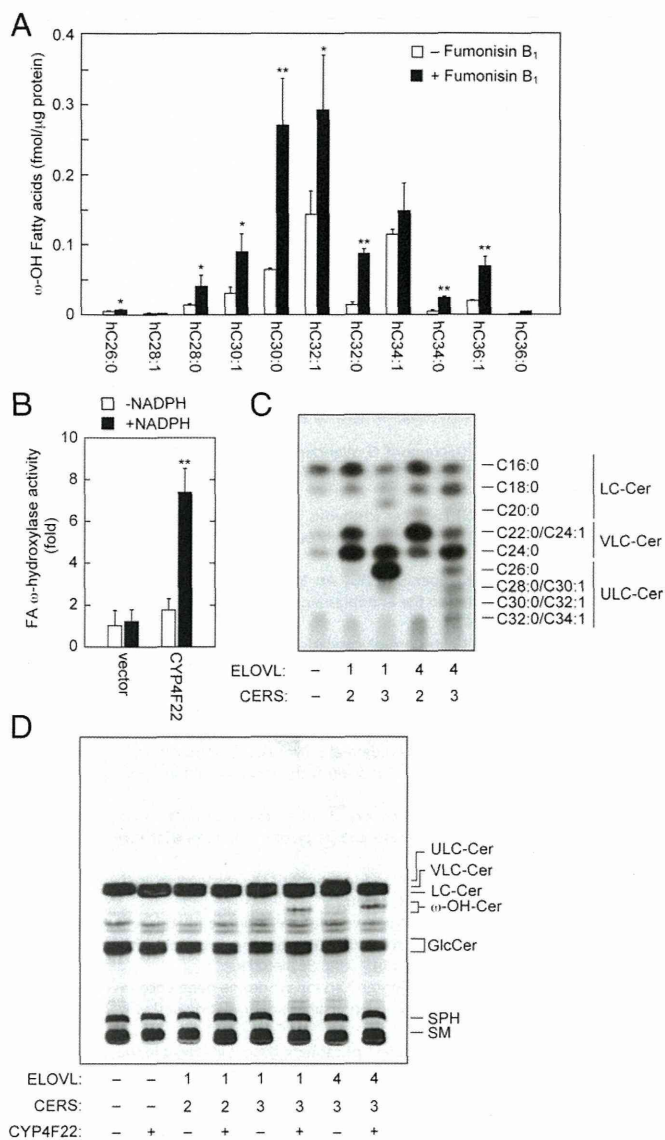 A
ω-OH Fatty acids (fmol/μg protein)
0.4
0.3
0.2
0.1
0
– Fumonisin B1
+ Fumonisin B1
*
*
*
**
*
**
**
**
hC26:0
hC28:1
hC28:0
hC30:1
hC30:0
hC32:1
hC32:0
hC34:1
hC34:0
hC36:1
hC36:0
B
-NADPH
+NADPH
FA ω-hydroxylase activity
(fold)
10
8
6
4
2
0
**
vector
CYP4F22
C
C16:0
C18:0
C20:0
C22:0/C24:1
C24:0
C26:0
C28:0/C30:1
C30:0/C32:1
C32:0/C34:1
LC-Cer
VLC-Cer
ULC-Cer
ELOVL: – 1 1 4 4
CERS: – 2 3 2 3
D
ULC-Cer
VLC-Cer
LC-Cer
ω-OH-Cer
GlcCer
SPH
SM
ELOVL: – – 1 1 1 1 4 4
CERS: – – 2 2 3 3 3 3
CYP4F22: – + – + – + – +